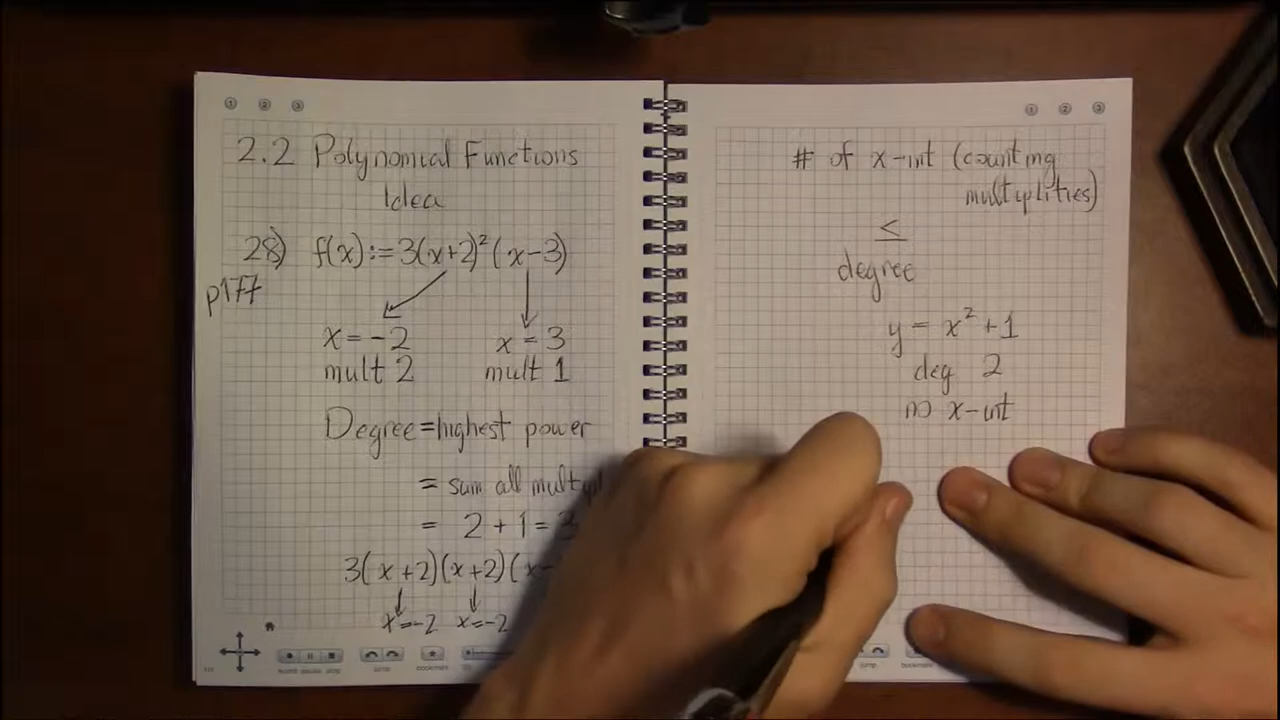 2.2 Polynomial Functions
Idea
28) f(x):=3(x+2)²(x-3)
p177
x=-2 x=3
mult 2 mult 1
Degree=highest power
= sum all
= 2+1=3
3(x+2)(x+2)(x-
x=-2 x=-2
# of x-int (counting
multiplities)
≤
degree
y = x²+1
deg 2
no x-int